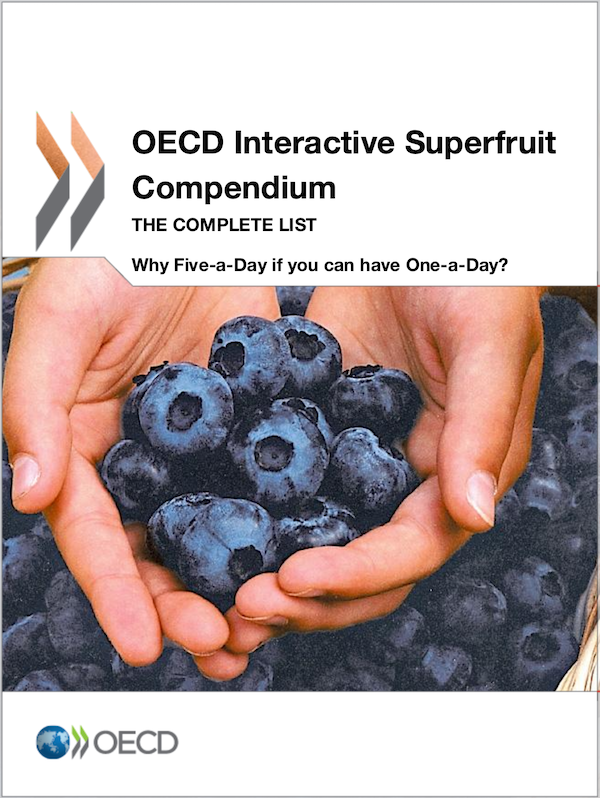 OECD Interactive Superfruit
Compendium
THE COMPLETE LIST
Why Five-a-Day if you can have One-a-Day?
OECD